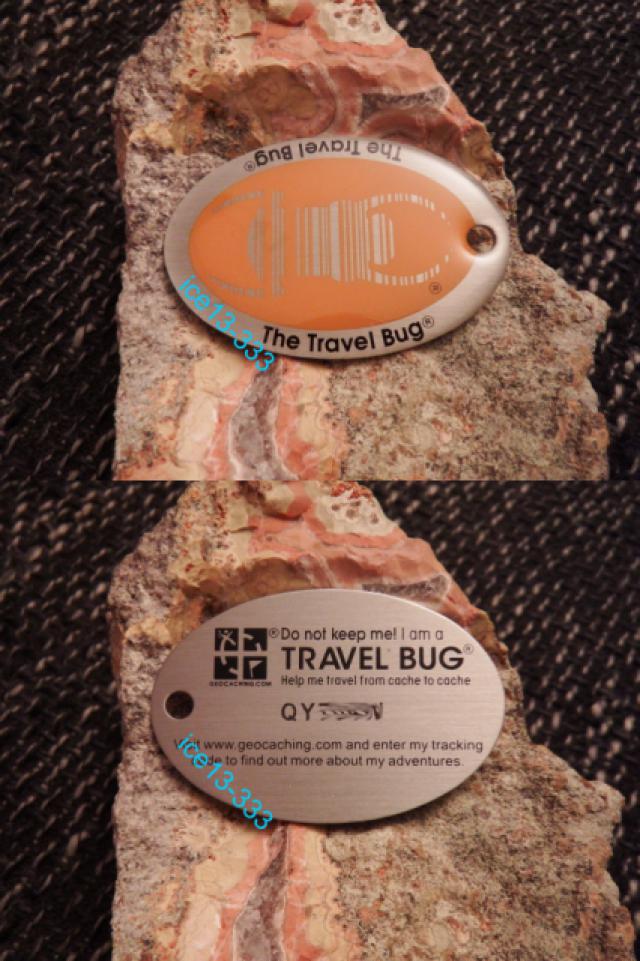 The Travel Bug®
®
The Travel Bug®
ice13-333
® Do not keep me! I am a
TRAVEL BUG®
GEOCACHING.COM
Help me travel from cache to cache
QY
Visit www.geocaching.com and enter my tracking
to find out more about my adventures.
ice13-333